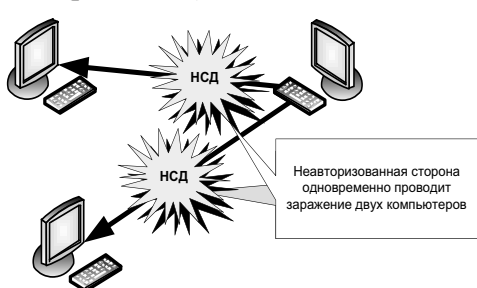 НСД
НСД
Неавторизованная сторона
одновременно проводит
заражение двух компьютеров